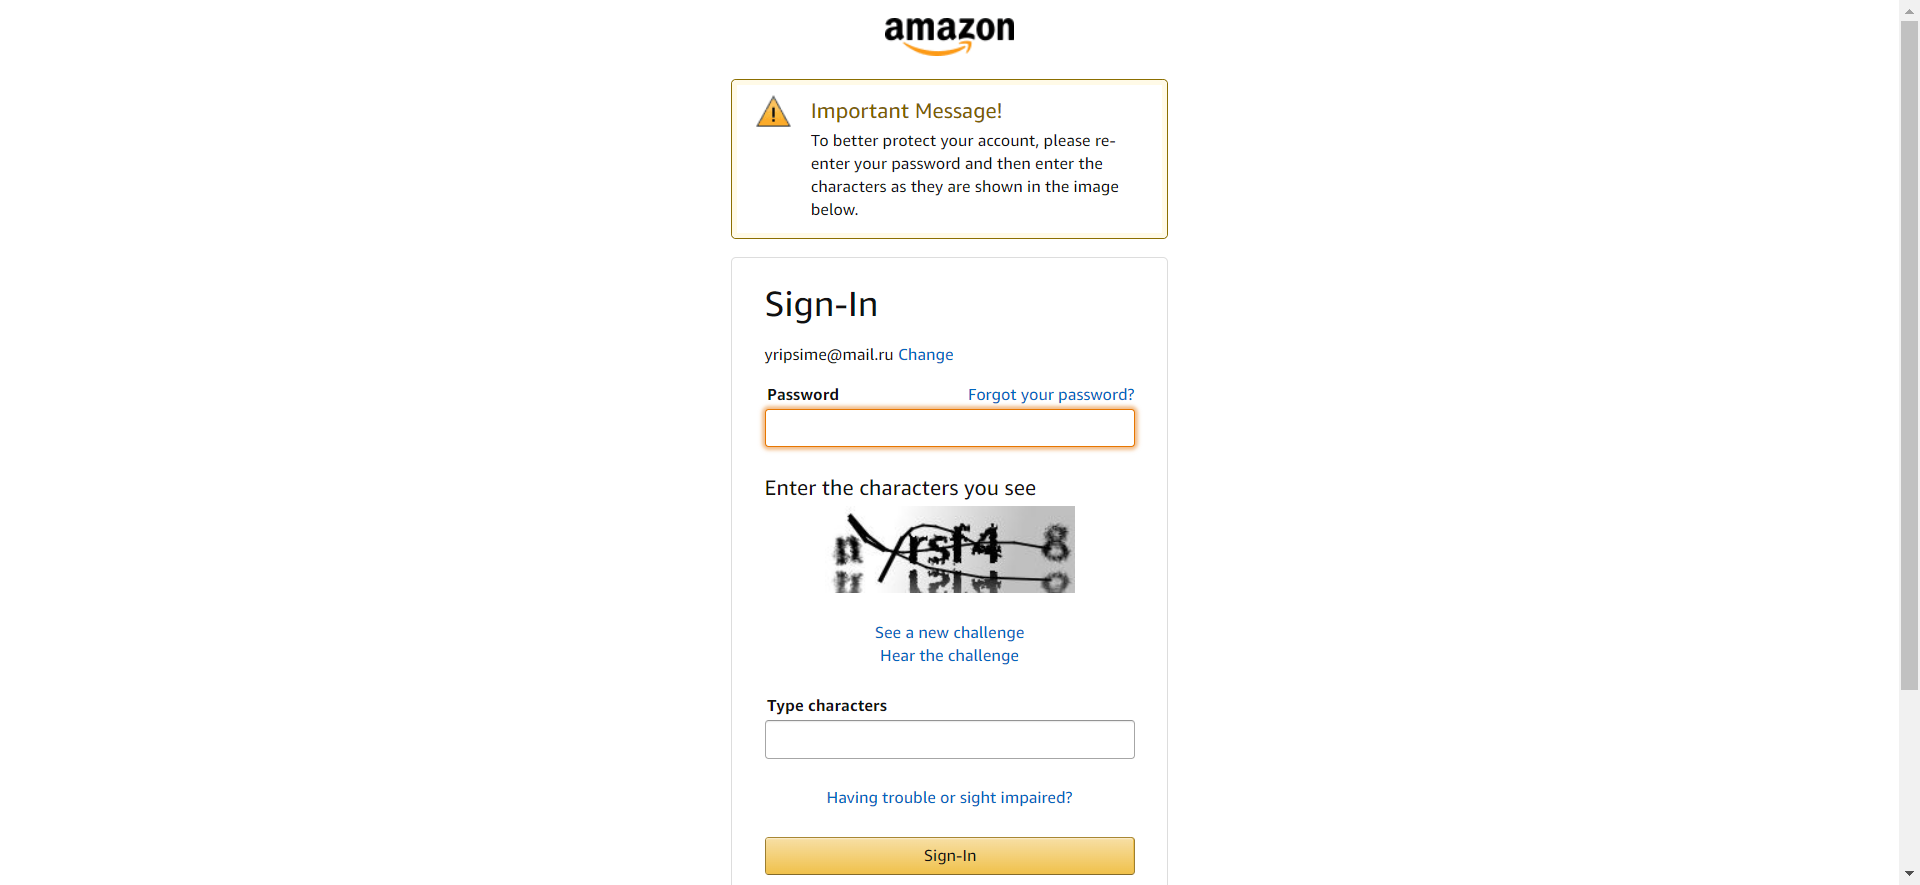 amazon
Important Message!
To better protect your account, please re-
enter your password and then enter the
characters as they are shown in the image
below.
Sign-In
yripsime@mail.ru Change
Password Forgot your password?
Enter the characters you see
See a new challenge
Hear the challenge
Type characters
Having trouble or sight impaired?
Sign-In